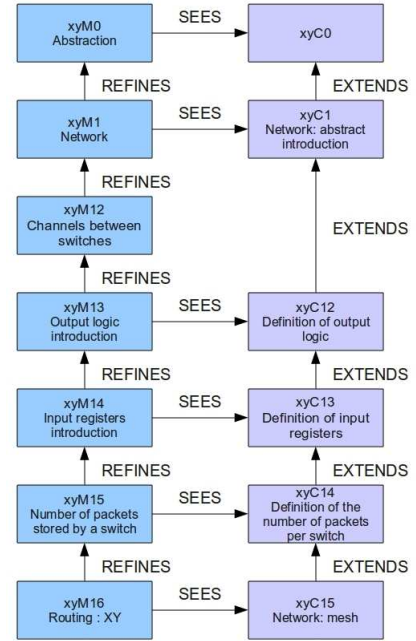 xyM0
Abstraction
SEES
xyC0
REFINES
EXTENDS
xyM1
Network
SEES
xyC1
Network: abstract
introduction
REFINES
xyM12
Channels between
switches
EXTENDS
REFINES
xyM13
Output logic
introduction
SEES
xyC12
Definition of output
logic
REFINES
EXTENDS
xyM14
Input registers
introduction
SEES
xyC13
Definition of input
registers
REFINES
EXTENDS
xyM15
Number of packets
stored by a switch
SEES
xyC14
Definition of the
number of packets
per switch
REFINES
EXTENDS
xyM16
Routing : XY
SEES
xyC15
Network: mesh